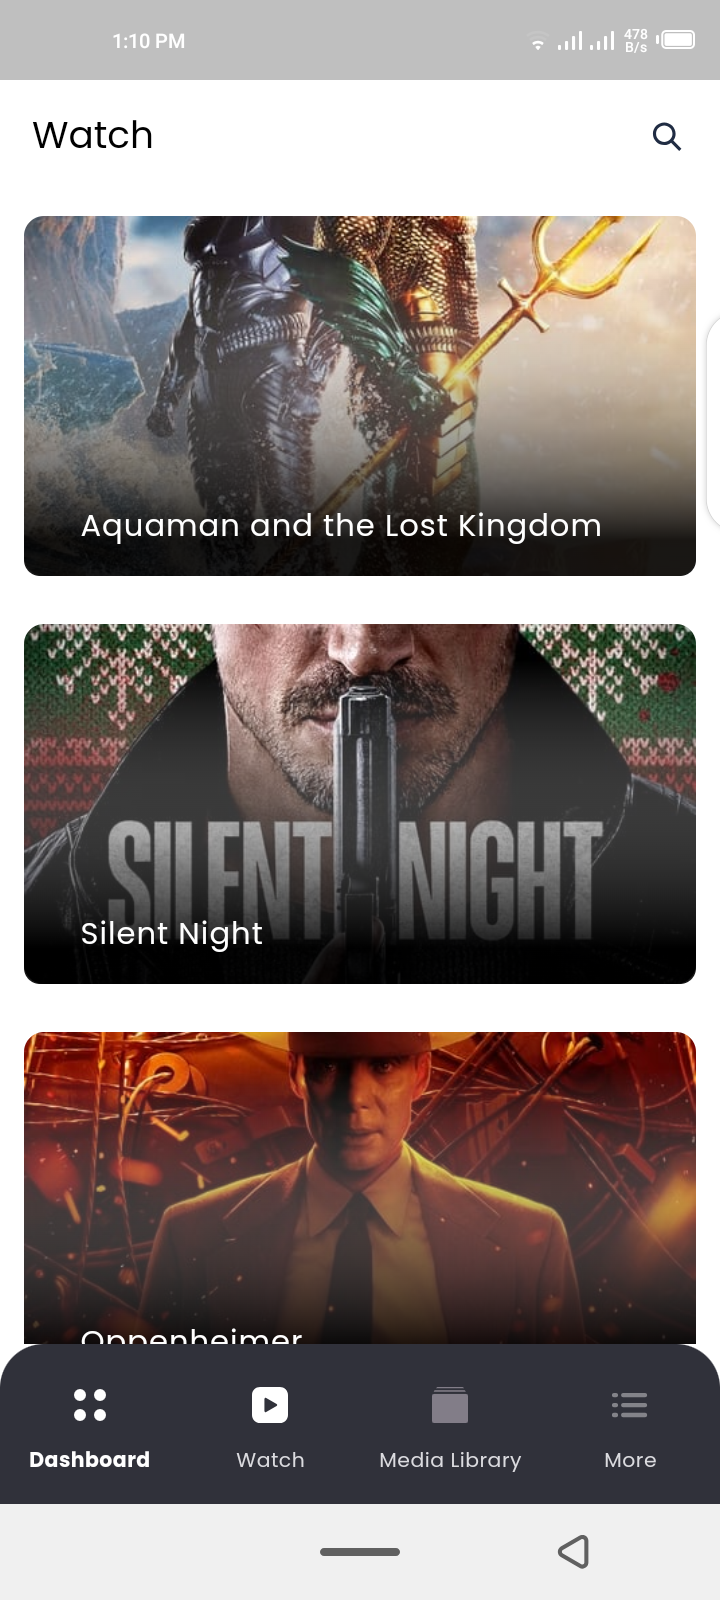 1:10 PM
478
B/s
Watch
Aquaman and the Lost Kingdom
SILENT NIGHT
Silent Night
Oppenheimer
Dashboard
Watch
Media Library
More